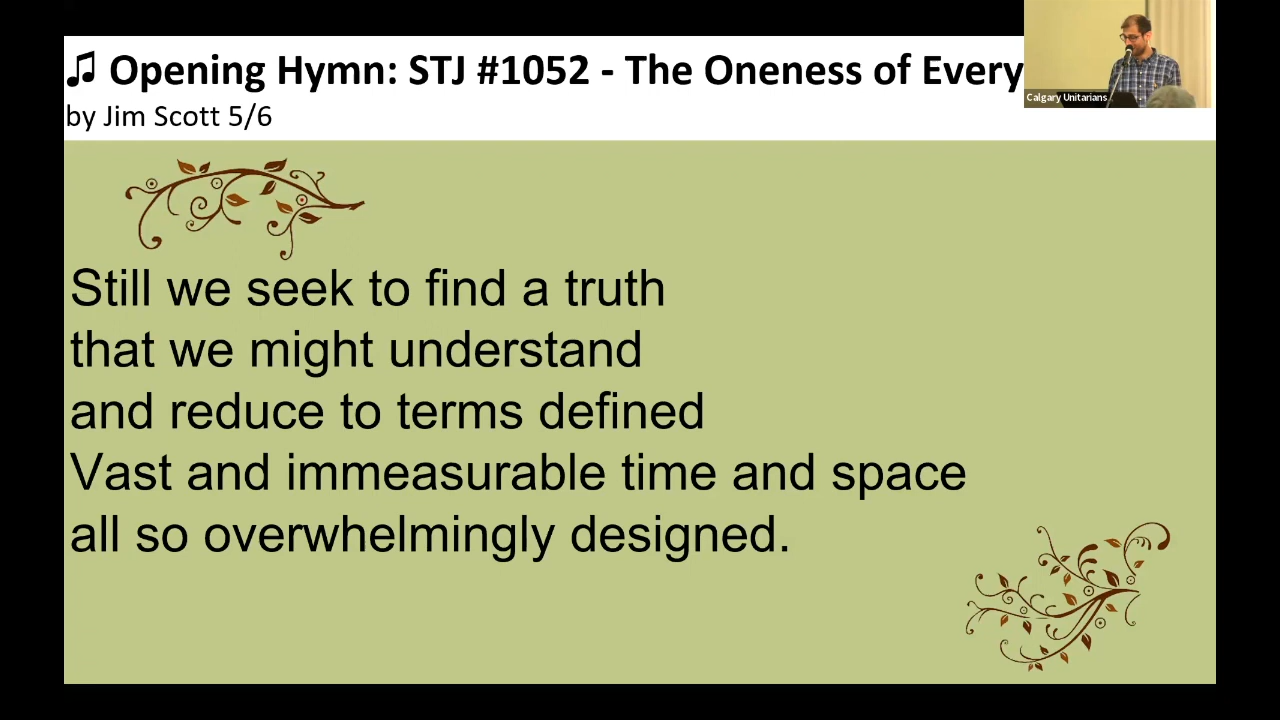 ♫ Opening Hymn: STJ #1052 - The Oneness of Every
by Jim Scott 5/6
Calgary Unitarians
Still we seek to find a truth
that we might understand
and reduce to terms defined
Vast and immeasurable time and space
all so overwhelmingly designed.